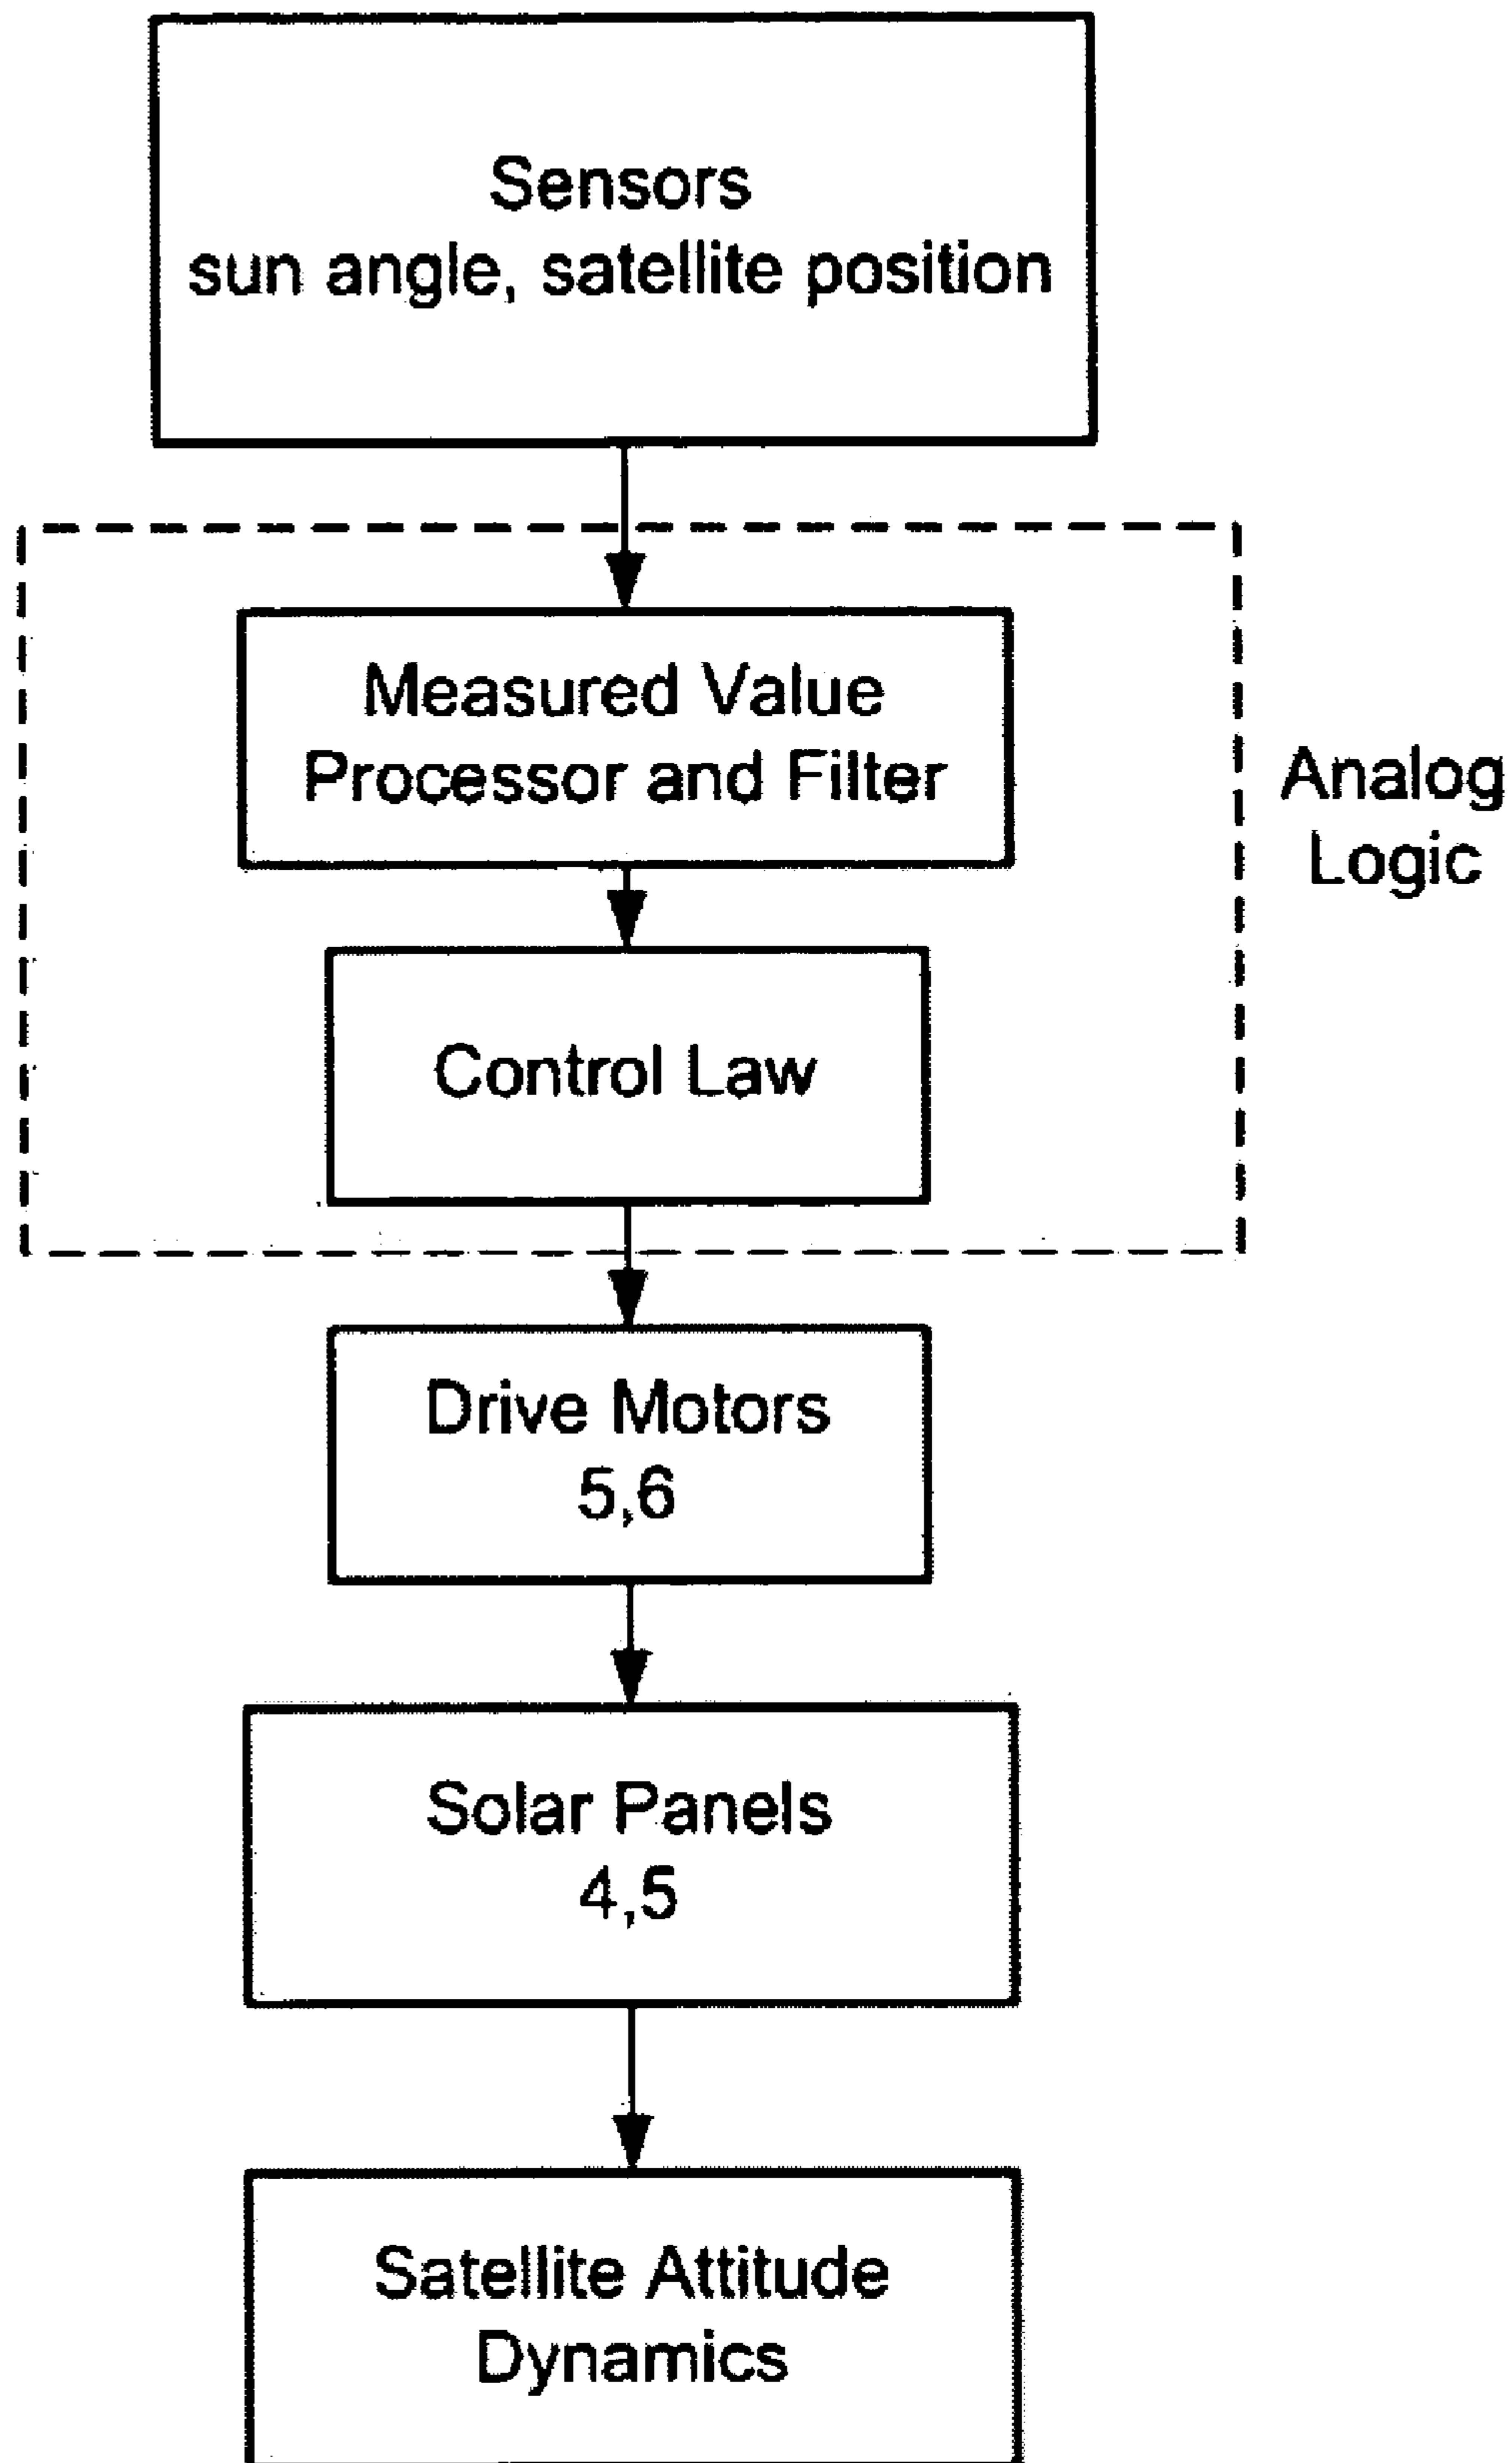 Sensors
sun angle, satellite position
Measured Value
Processor and Filter
Analog
Logic
Control Law
Drive Motors
5,6
Solar Panels
4,5
Satellite Attitude
Dynamics